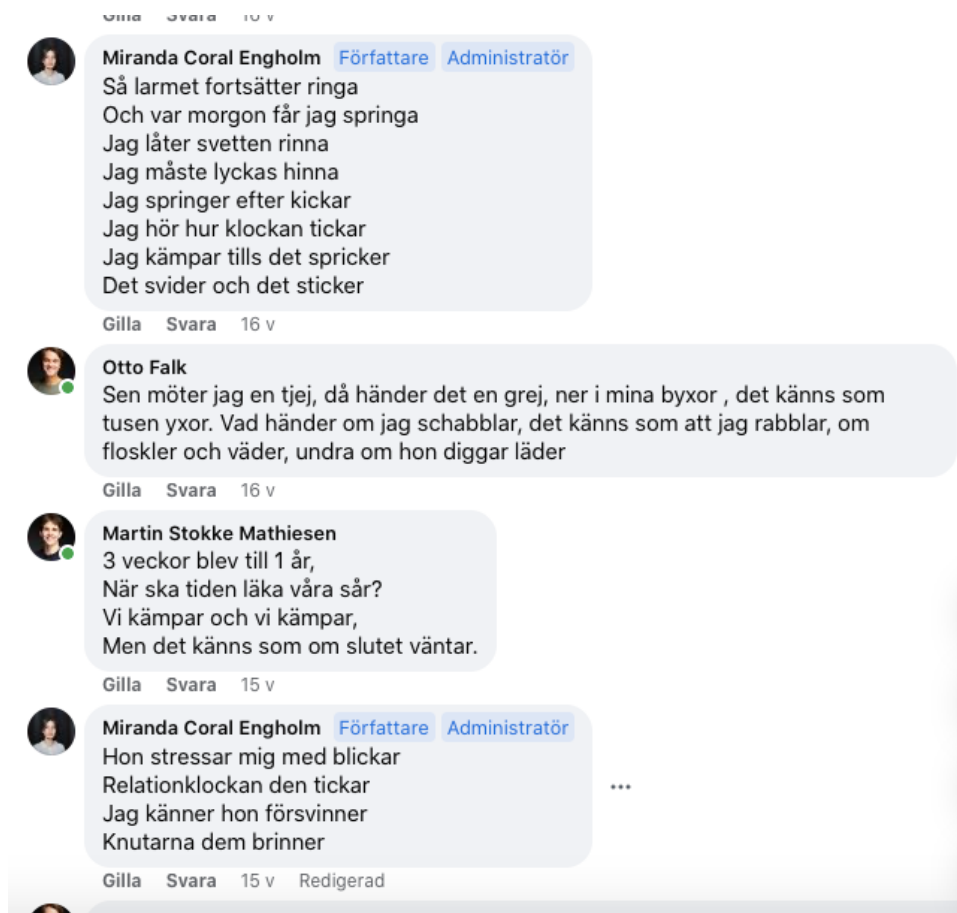 Gilla Svara 16 v
Miranda Coral Engholm Författare Administratör
Så larmet fortsätter ringa
Och var morgon får jag springa
Jag låter svetten rinna
Jag måste lyckas hinna
Jag springer efter kickar
Jag hör hur klockan tickar
Jag kämpar tills det spricker
Det svider och det sticker
Gilla Svara 16 v
Otto Falk
Sen möter jag en tjej, då händer det en grej, ner i mina byxor , det känns som
tusen yxor. Vad händer om jag schabblar, det känns som att jag rabblar, om
floskler och väder, undra om hon diggar läder
Gilla Svara 16 v
Martin Stokke Mathiesen
3 veckor blev till 1 år,
När ska tiden läka våra sår?
Vi kämpar och vi kämpar,
Men det känns som om slutet väntar.
Gilla Svara 15 v
Miranda Coral Engholm Författare Administratör
Hon stressar mig med blickar
Relationklockan den tickar
Jag känner hon försvinner
Knutarna dem brinner
Gilla Svara 15 v Redigerad